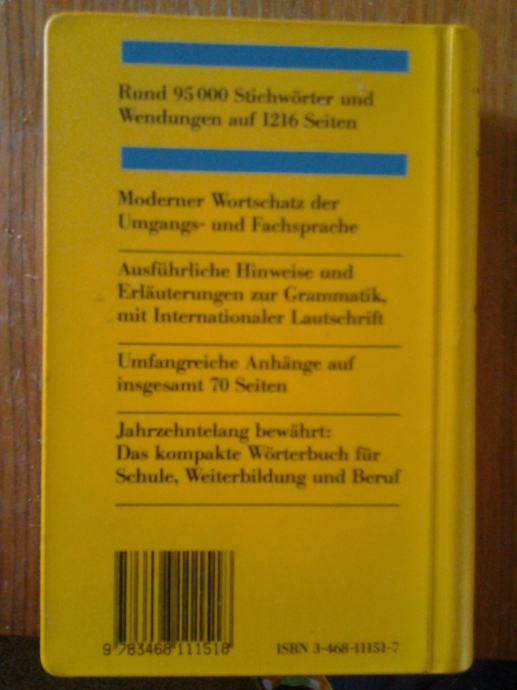 Rund 95 000 Stichwörter und
Wendungen auf 1216 Seiten
Moderner Wortschatz der
Umgangs- und Fachsprache
Ausführliche Hinweise und
Erläuterungen zur Grammatik,
mit Internationaler Lautschrift
Umfangreiche Anhänge auf
insgesamt 70 Seiten
Jahrzehntelang bewährt:
Das kompakte Wörterbuch für
Schule, Weiterbildung und Beruf
9 783468 111518
ISBN 3-468-11151-7